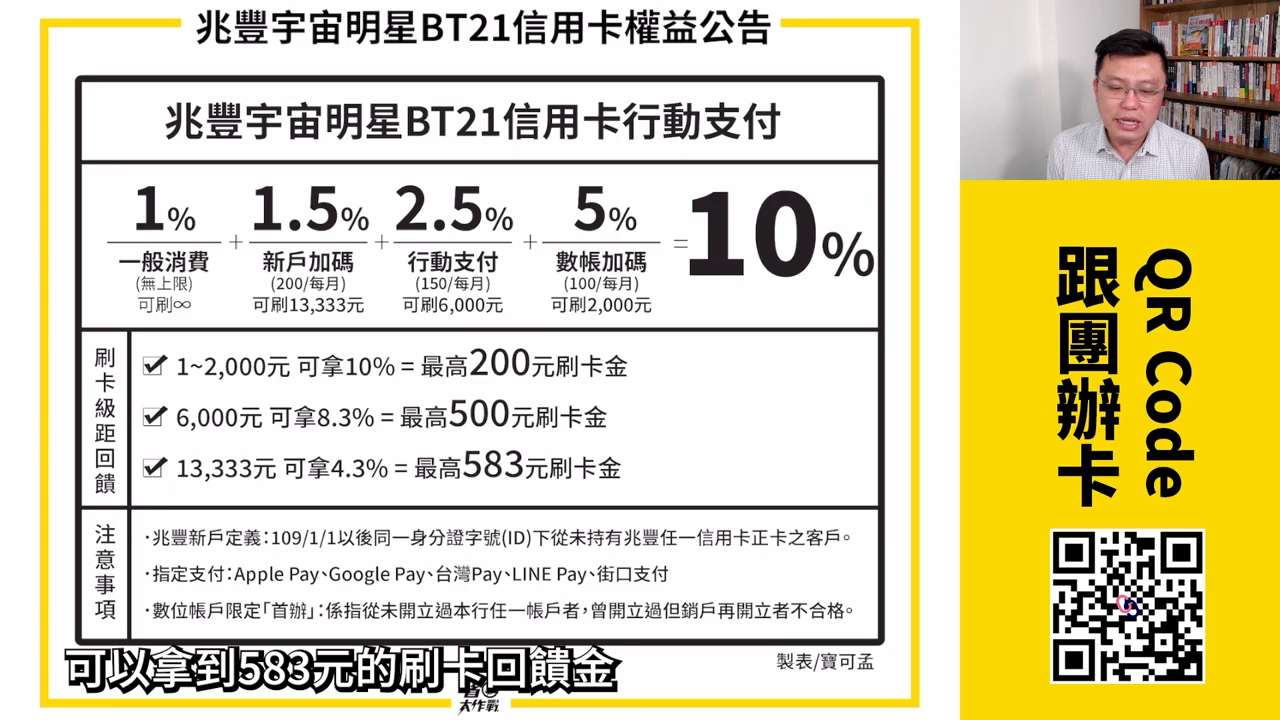 兆豐宇宙明星BT21信用卡權益公告
兆豐宇宙明星BT21信用卡行動支付
1% + 1.5% + 2.5% + 5% = 10%
一般消費 新戶加碼 行動支付 數帳加碼
(無上限) (200/每月) (150/每月) (100/每月)
可刷∞ 可刷13,333元 可刷6,000元 可刷2,000元
刷卡級距回饋
1~2,000元 可拿10% = 最高200元刷卡金
6,000元 可拿8.3% = 最高500元刷卡金
13,333元 可拿4.3% = 最高583元刷卡金
注意事項
·兆豐新戶定義：109/1/1以後同一身分證字號(ID)下從未持有兆豐任一信用卡正卡之客戶。
·指定支付：Apple Pay、Google Pay、台灣Pay、LINE Pay、街口支付
·數位帳戶限定「首辦」：係指從未開立過本行任一帳戶者，曾開立過但銷戶再開立者不合格。
製表/寶可孟
可以拿到583元的刷卡回饋金
大作戰
QR Code
跟團辦卡